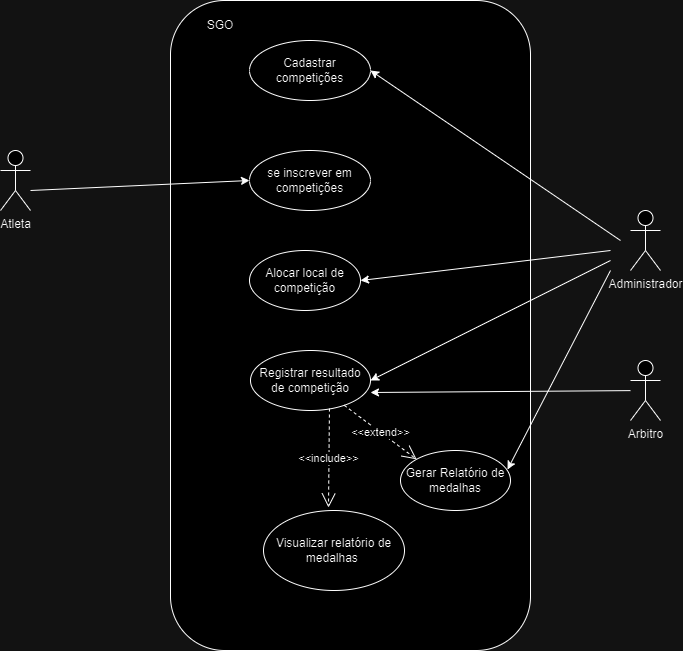 SGO
Cadastrar
competições
se inscrever em
competições
Atleta
Alocar local de
competição
Administrador
Registrar resultado
de competição
Arbitro
<<extend>>
<<include>>
Gerar Relatório de
medalhas
Visualizar relatório de
medalhas